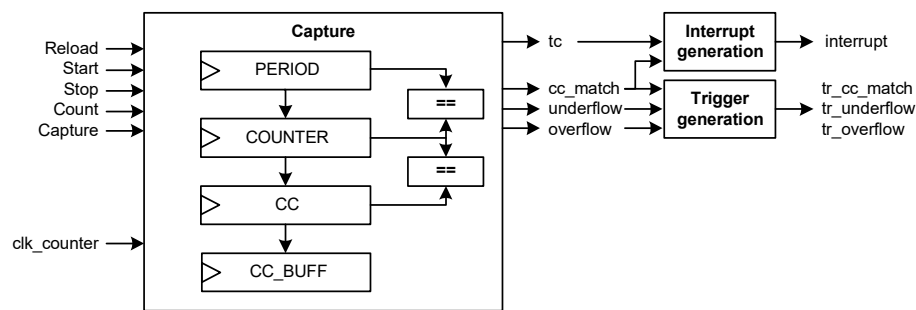 Capture
Reload
Start
Stop
Count
Capture
clk_counter
PERIOD
COUNTER
CC
CC_BUFF
==
==
tc
cc_match
underflow
overflow
Interrupt
generation
Trigger
generation
interrupt
tr_cc_match
tr_underflow
tr_overflow